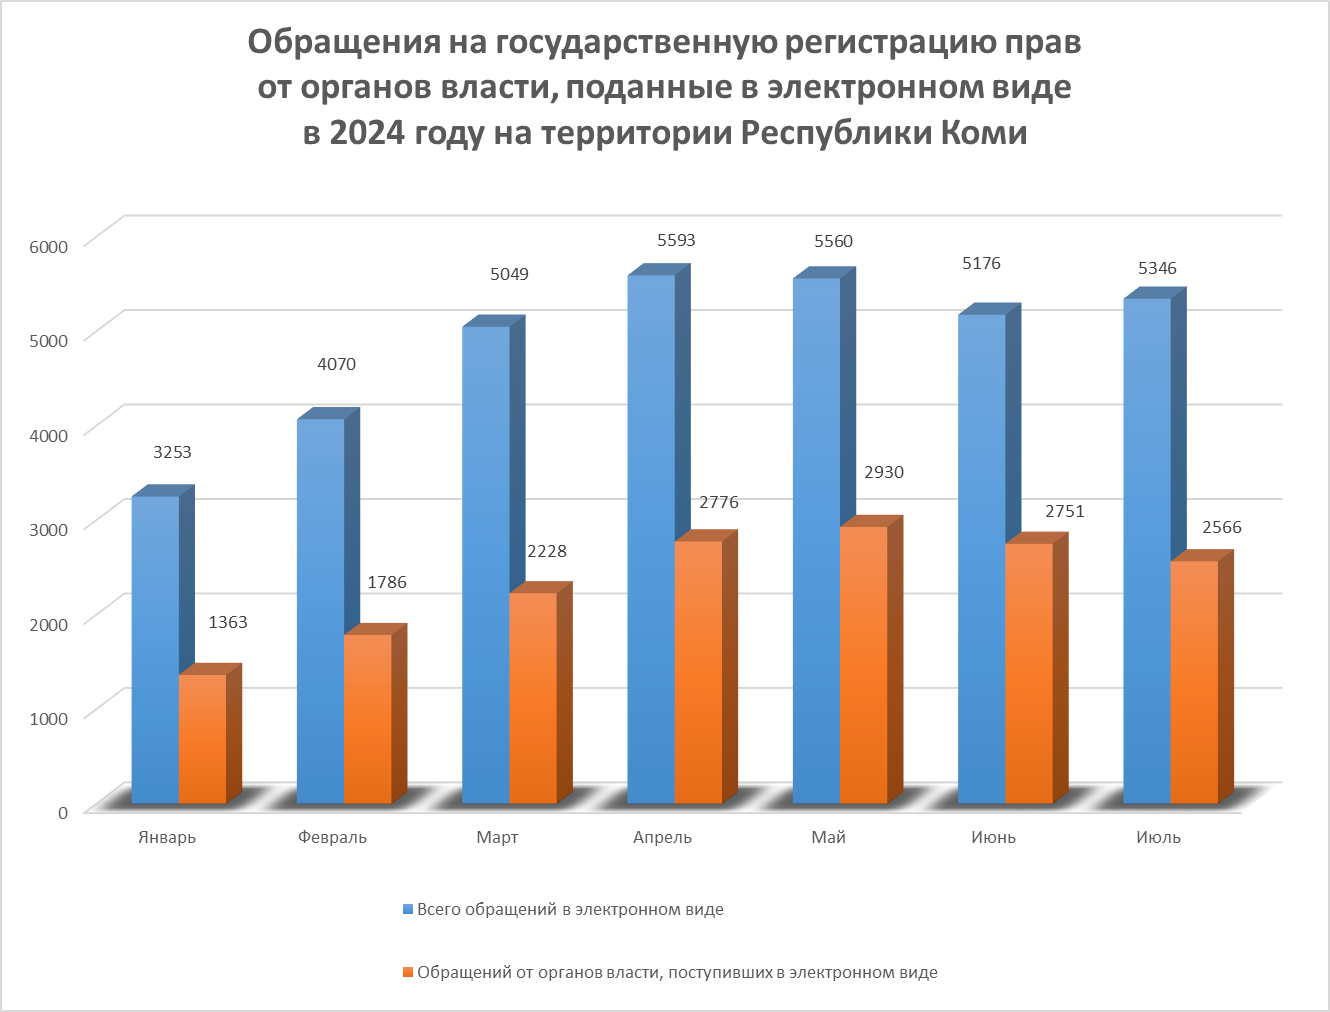 Обращения на государственную регистрацию прав
от органов власти, поданные в электронном виде
в 2024 году на территории Республики Коми
6000
5000
4000
3000
2000
1000
0
3253
4070
5049
5593
5560
5176
5346
1363
1786
2228
2776
2930
2751
2566
Январь
Февраль
Март
Апрель
Май
Июнь
Июль
Всего обращений в электронном виде
Обращений от органов власти, поступивших в электронном виде